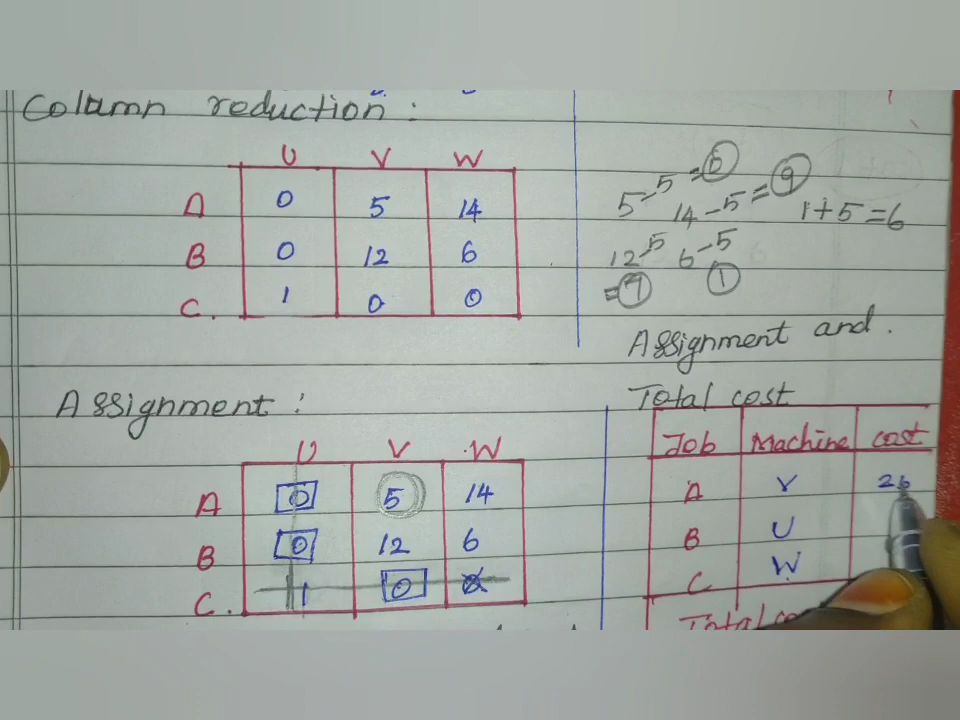 Column reduction :
U V W
A 0 5 14
B 0 12 6
C. 1 0 0
5-5 = 0
14-5 = 9
1+5 = 6
12-5 = 7
6-5 1
Assignment and.
Total cost
Assignment :
U V W
A 0 5 14
B 0 12 6
C. 1 0 0
Job Machine cost
A V 26
B U
C W
Total